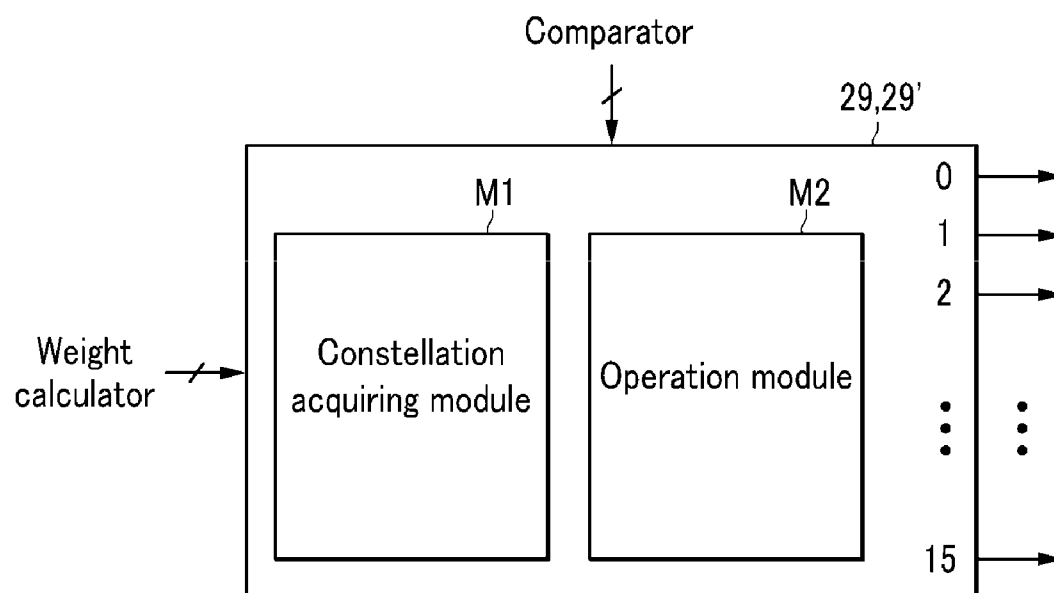 Comparator
29,29'
M1
M2
0
1
2
Weight
calculator
Constellation
acquiring module
Operation module
15